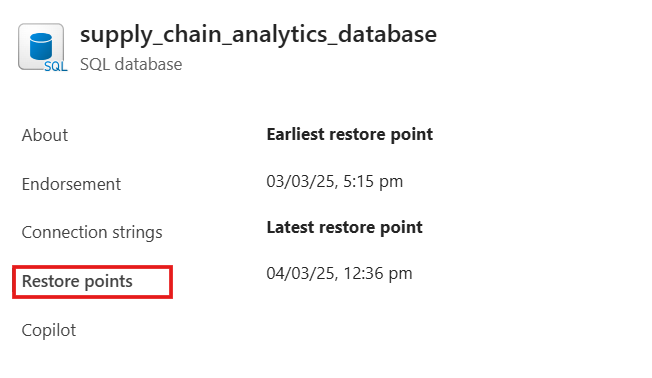 supply_chain_analytics_database
SQL
SQL database
About
Endorsement
Connection strings
Restore points
Copilot
Earliest restore point
03/03/25, 5:15 pm
Latest restore point
04/03/25, 12:36 pm